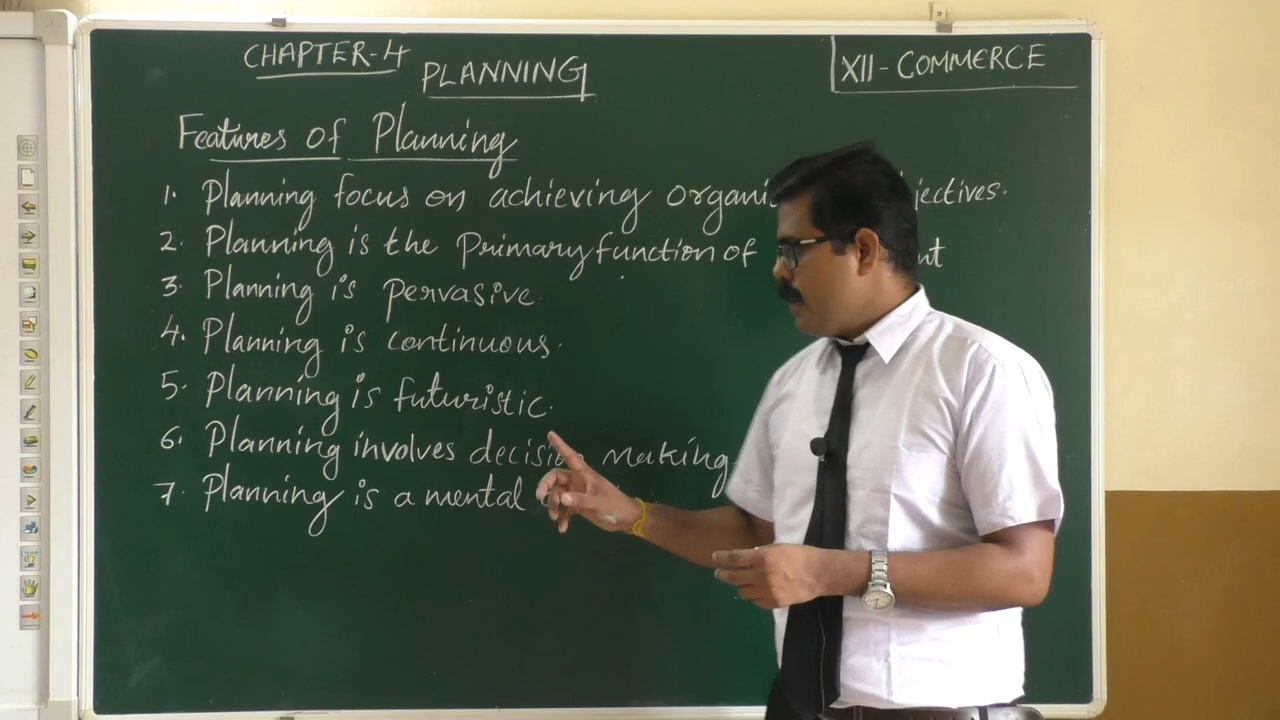 CHAPTER-4
PLANNING
XII - COMMERCE
Features of Planning
1. Planning focus on achieving organi jectives.
2. Planning is the Primary function of nt
3. Planning is pervasive.
4. Planning is continuous.
5. Planning is futuristic.
6. Planning involves decision making
7. Planning is a mental